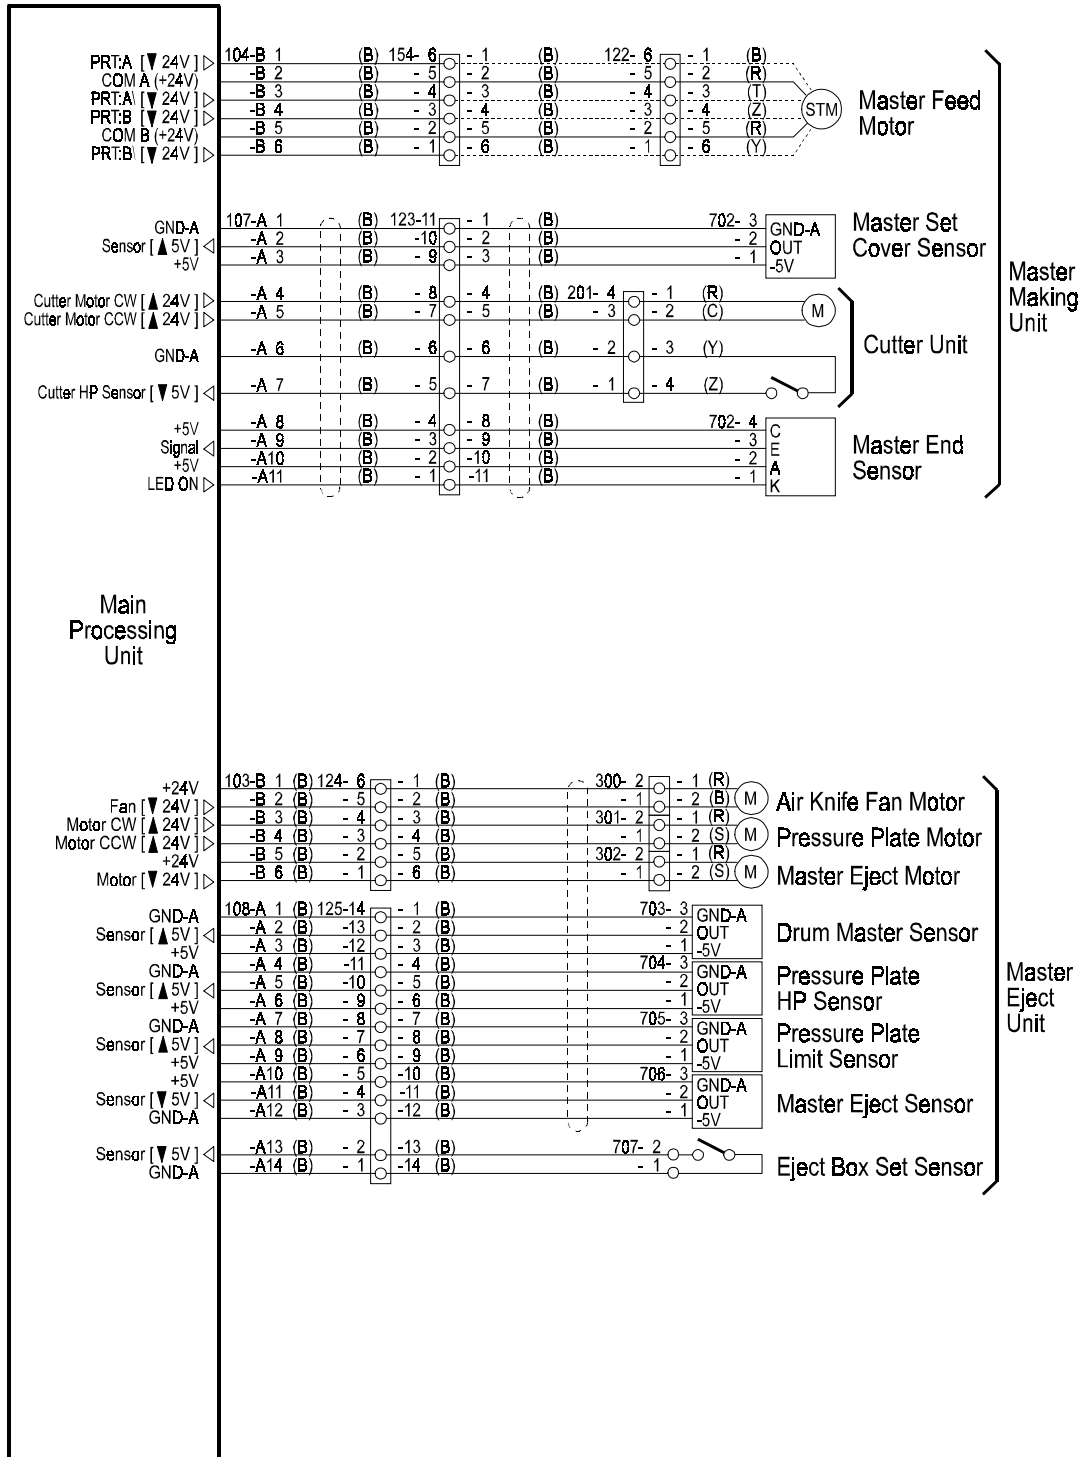 PRT:A [▼ 24V ] ▷ 104-B 1 (B) 154- 6 - 1 (B) 122- 6 - 1 (B)
COM A (+24V) -B 2 (B) - 5 - 2 (B) - 5 - 2 (R)
PRT:A\ [▼ 24V ] ▷ -B 3 (B) - 4 - 3 (B) - 4 - 3 (T)
PRT:B [▼ 24V ] ▷ -B 4 (B) - 3 - 4 (B) - 3 - 4 (Z)
COM B (+24V) -B 5 (B) - 2 - 5 (B) - 2 - 5 (R)
PRT:B\ [▼ 24V ] ▷ -B 6 (B) - 1 - 6 (B) - 1 - 6 (Y)
STM
Master Feed
Motor
GND-A 107-A 1 (B) 123-11 - 1 (B) 702- 3 GND-A
Sensor [▲ 5V ] ◁ -A 2 (B) -10 - 2 (B) - 2 OUT
+5V -A 3 (B) - 9 - 3 (B) - 1 -5V
Master Set
Cover Sensor
Cutter Motor CW [▲ 24V ] ▷ -A 4 (B) - 8 - 4 (B) 201- 4 - 1 (R)
Cutter Motor CCW [▲ 24V ] ▷ -A 5 (B) - 7 - 5 (B) - 3 - 2 (C) M
GND-A -A 6 (B) - 6 - 6 (B) - 2 - 3 (Y)
Cutter HP Sensor [▼ 5V ] ◁ -A 7 (B) - 5 - 7 (B) - 1 - 4 (Z)
Cutter Unit
+5V -A 8 (B) - 4 - 8 (B) 702- 4 C
Signal ◁ -A 9 (B) - 3 - 9 (B) - 3 E
+5V -A10 (B) - 2 -10 (B) - 2 A
LED ON ▷ -A11 (B) - 1 -11 (B) - 1 K
Master End
Sensor
Master
Making
Unit
Main
Processing
Unit
+24V 103-B 1 (B) 124- 6 - 1 (B) 300- 2 - 1 (R)
Fan [▼ 24V ] ▷ -B 2 (B) - 5 - 2 (B) - 1 - 2 (B) M Air Knife Fan Motor
Motor CW [▲ 24V ] ▷ -B 3 (B) - 4 - 3 (B) 301- 2 - 1 (R)
Motor CCW [▲ 24V ] ▷ -B 4 (B) - 3 - 4 (B) - 1 - 2 (S) M Pressure Plate Motor
+24V -B 5 (B) - 2 - 5 (B) 302- 2 - 1 (R)
Motor [▼ 24V ] ▷ -B 6 (B) - 1 - 6 (B) - 1 - 2 (S) M Master Eject Motor
GND-A 108-A 1 (B) 125-14 - 1 (B) 703- 3 GND-A
Sensor [▲ 5V ] ◁ -A 2 (B) -13 - 2 (B) - 2 OUT Drum Master Sensor
+5V -A 3 (B) -12 - 3 (B) - 1 -5V
GND-A -A 4 (B) -11 - 4 (B) 704- 3 GND-A
Sensor [▲ 5V ] ◁ -A 5 (B) -10 - 5 (B) - 2 OUT
+5V -A 6 (B) - 9 - 6 (B) - 1 -5V
Pressure Plate
HP Sensor
GND-A -A 7 (B) - 8 - 7 (B) 705- 3 GND-A
Sensor [▲ 5V ] ◁ -A 8 (B) - 7 - 8 (B) - 2 OUT
+5V -A 9 (B) - 6 - 9 (B) - 1 -5V
Pressure Plate
Limit Sensor
+5V -A10 (B) - 5 -10 (B) 706- 3 GND-A
Sensor [▼ 5V ] ◁ -A11 (B) - 4 -11 (B) - 2 OUT Master Eject Sensor
GND-A -A12 (B) - 3 -12 (B) - 1 -5V
Sensor [▼ 5V ] ◁ -A13 (B) - 2 -13 (B) 707- 2
GND-A -A14 (B) - 1 -14 (B) - 1 Eject Box Set Sensor
Master
Eject
Unit